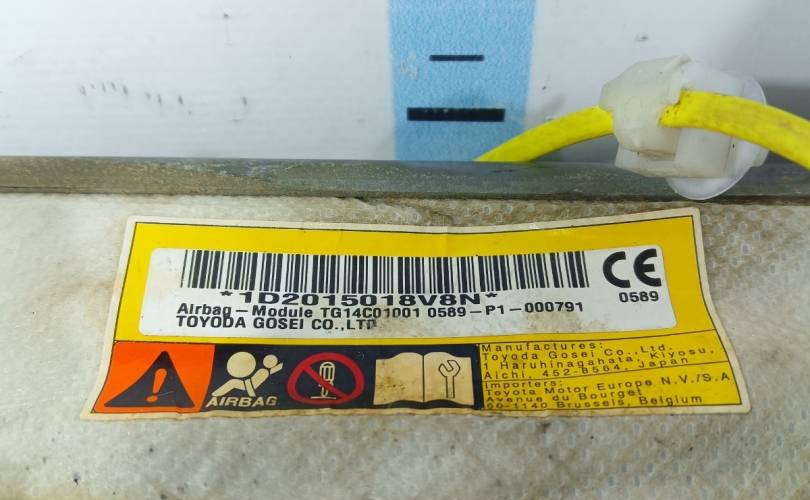 *1D2015018V8N*
Airbag-Module TG14C01001 0589-P1-000791
TOYODA GOSEI CO.,LTD
CE
0589
AIRBAG
Manufactures:
Toyoda Gosei Co.,Ltd.,
1 Haruhinagahata, Kiyosu,
Aichi, 452-8564, Japan
Importers:
Toyota Motor Europe N.V./S.A
Avenue du Bourget
60-1140 Brussels, Belgium